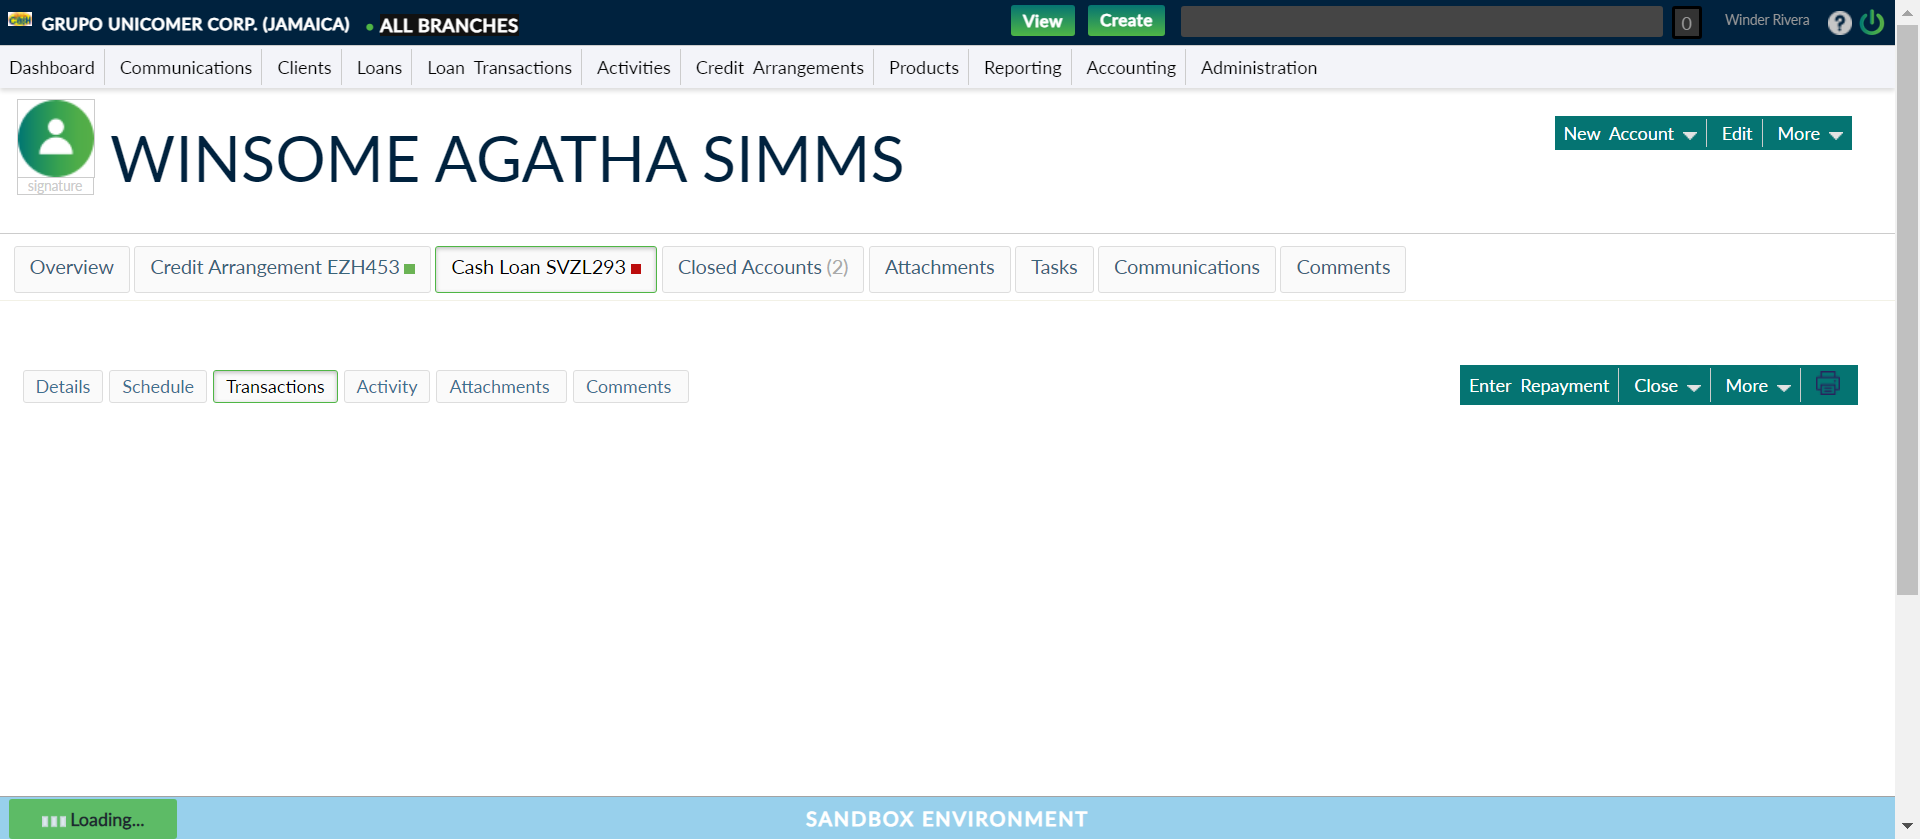 Cash GRUPO UNICOMER CORP. (JAMAICA) ALL BRANCHES View Create 0 Winder Rivera ?
Dashboard Communications Clients Loans Loan Transactions Activities Credit Arrangements Products Reporting Accounting Administration
signature
WINSOME AGATHA SIMMS
New Account Edit More
Overview Credit Arrangement EZH453 Cash Loan SVZL293 Closed Accounts (2) Attachments Tasks Communications Comments
Details Schedule Transactions Activity Attachments Comments Enter Repayment Close More
Loading... SANDBOX ENVIRONMENT